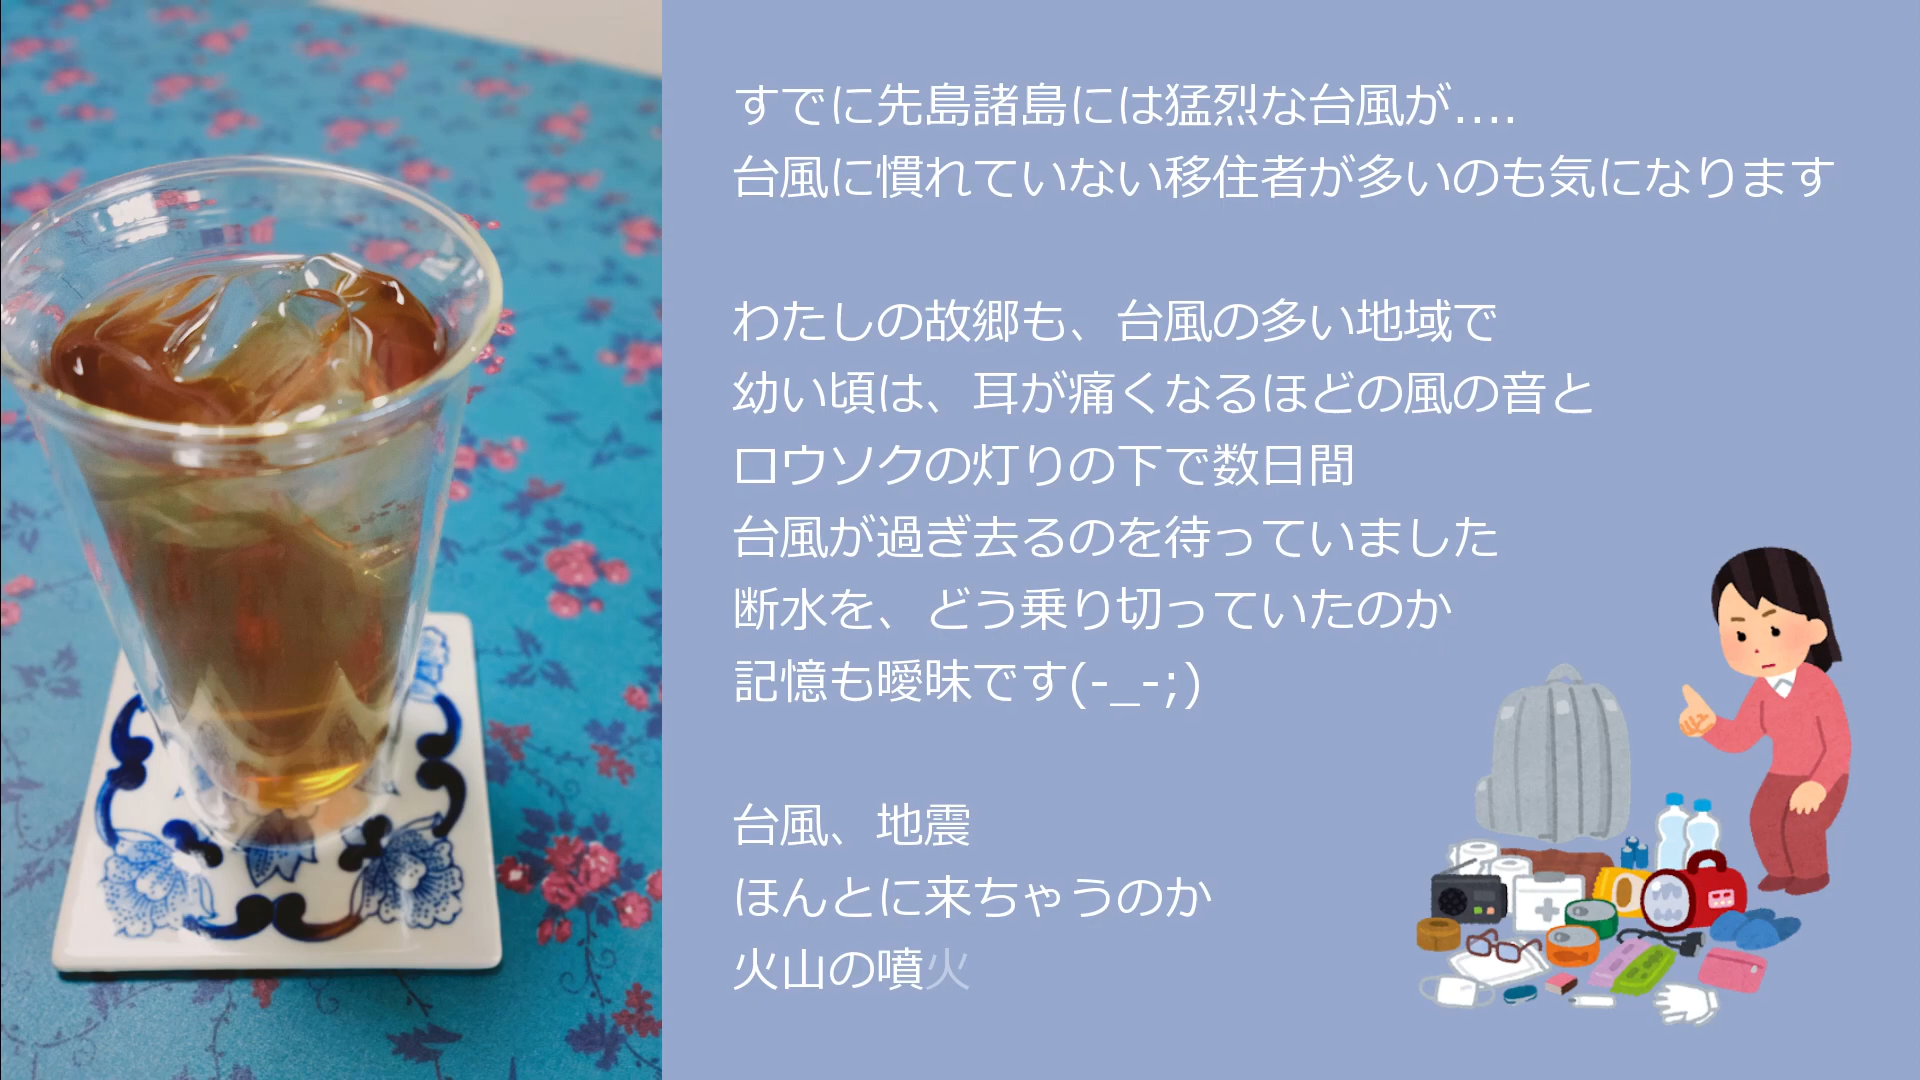 すでに先島諸島には猛烈な台風が....
台風に慣れていない移住者が多いのも気になります
わたしの故郷も、台風の多い地域で
幼い頃は、耳が痛くなるほどの風の音と
ロウソクの灯りの下で数日間
台風が過ぎ去るのを待っていました
断水を、どう乗り切っていたのか
記憶も曖昧です(-_-;)
台風、地震
ほんとに来ちゃうのか
火山の噴火